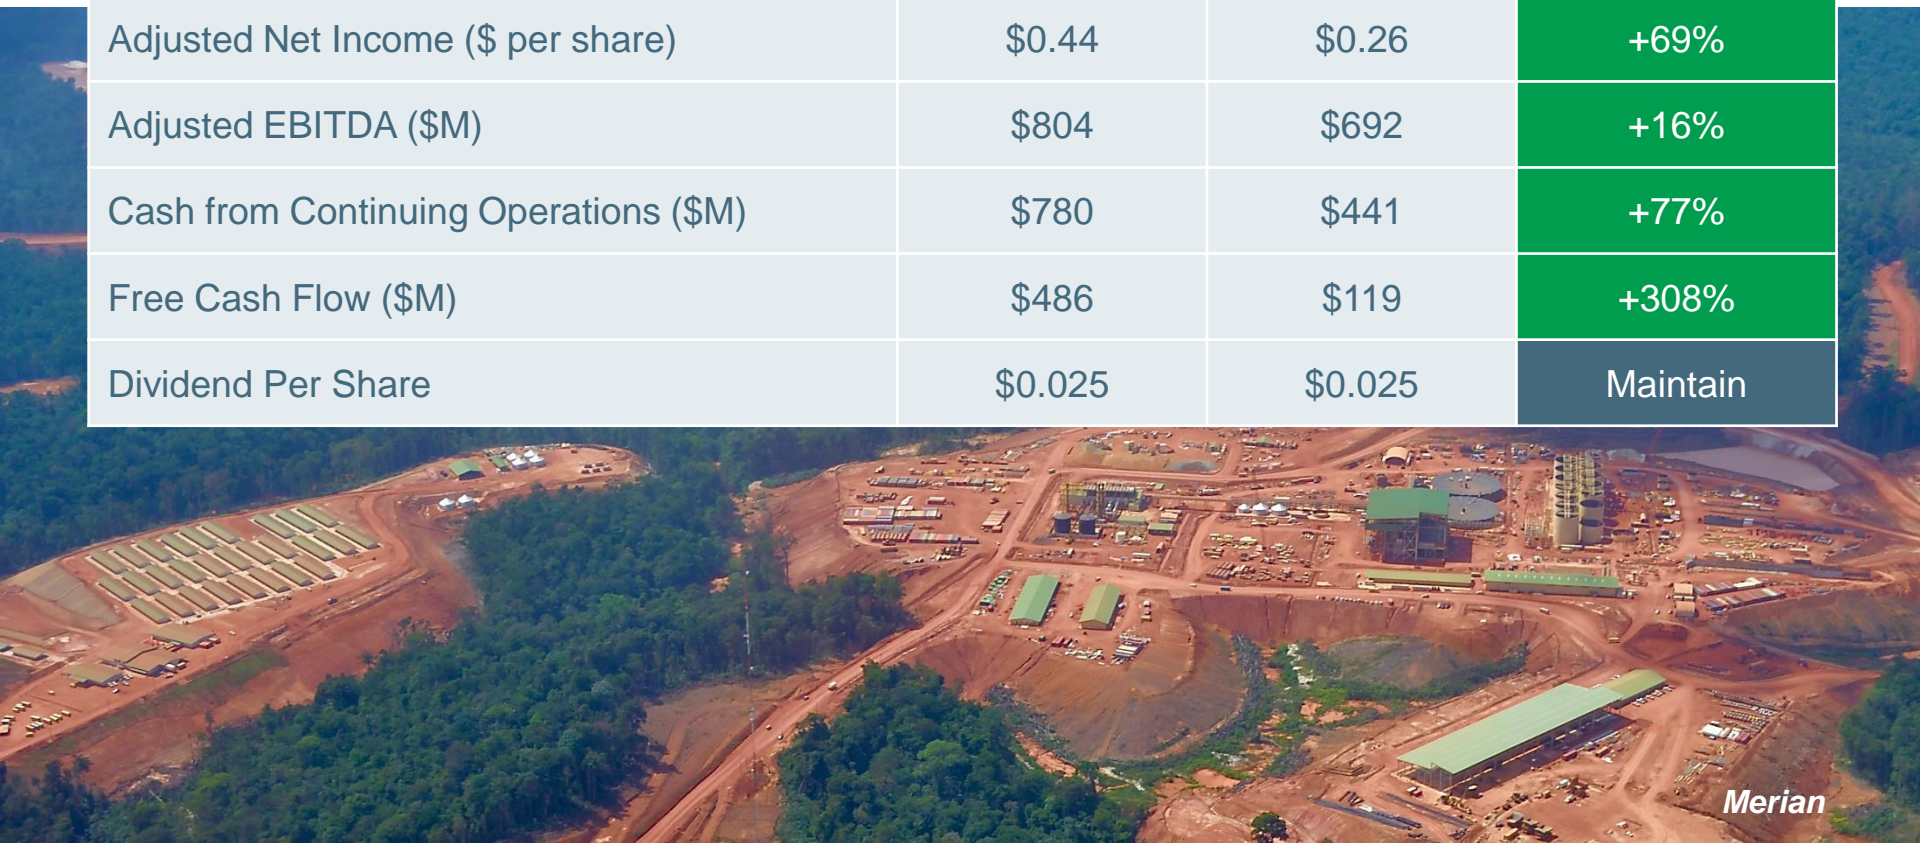 Adjusted Net Income ($ per share) $0.44 $0.26 +69%
Adjusted EBITDA ($M) $804 $692 +16%
Cash from Continuing Operations ($M) $780 $441 +77%
Free Cash Flow ($M) $486 $119 +308%
Dividend Per Share $0.025 $0.025 Maintain
Merian